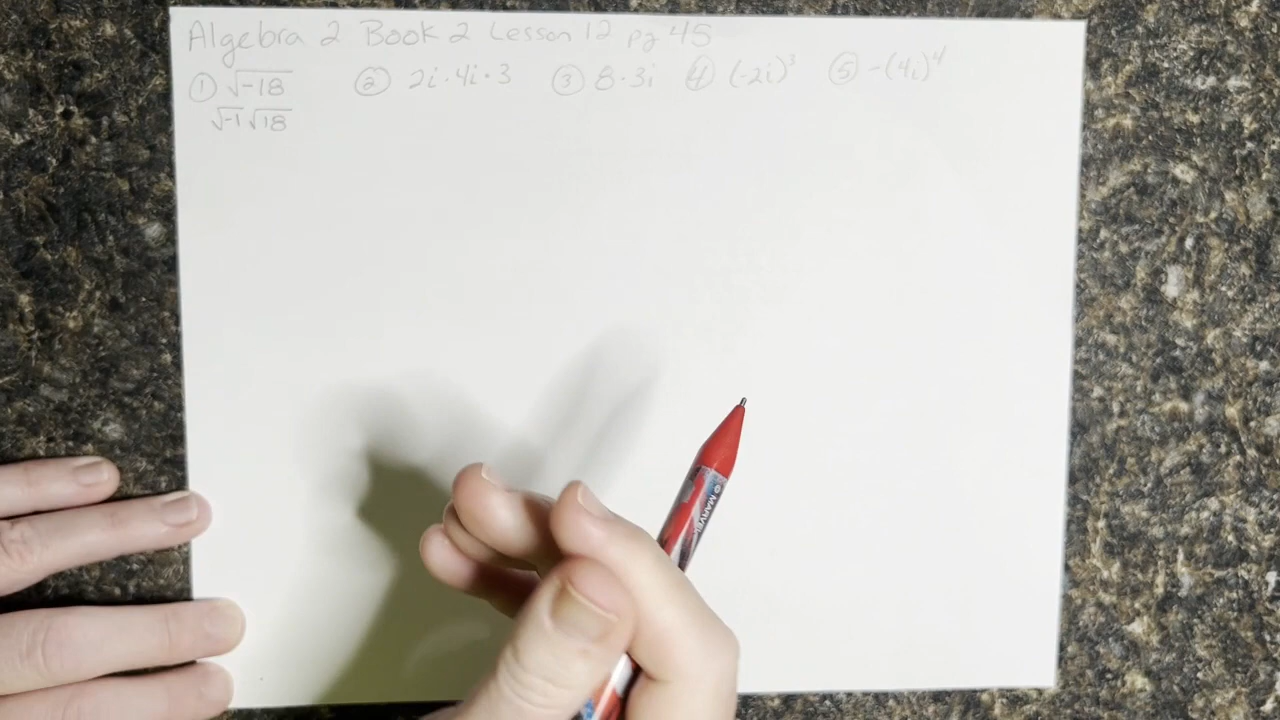 Algebra 2 Book 2 Lesson 12 pg 45
① √-18 ② 2i·4i·3 ③ 8·3i ④ (-2i)³ ⑤ -(4i)⁴
√-1 √18
MARVEL